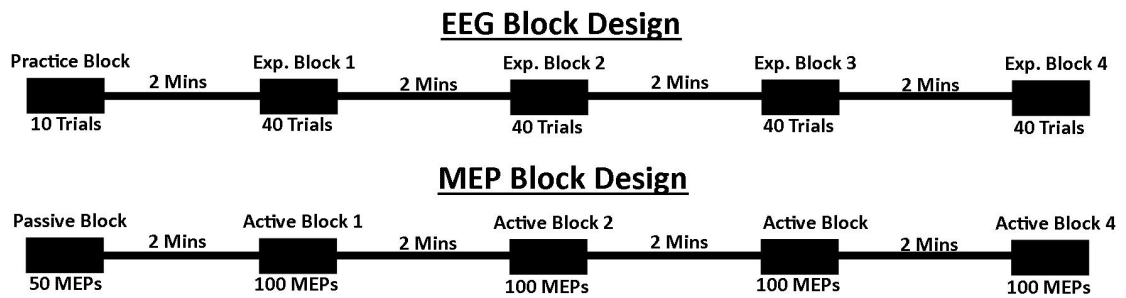 EEG Block Design
Practice Block 2 Mins Exp. Block 1 2 Mins Exp. Block 2 2 Mins Exp. Block 3 2 Mins Exp. Block 4
10 Trials 40 Trials 40 Trials 40 Trials 40 Trials
MEP Block Design
Passive Block 2 Mins Active Block 1 2 Mins Active Block 2 2 Mins Active Block 2 Mins Active Block 4
50 MEPs 100 MEPs 100 MEPs 100 MEPs 100 MEPs